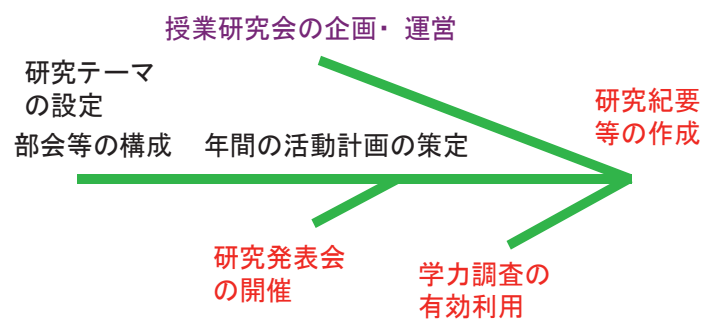 授業研究会の企画・ 運営
研究テーマ
の設定
部会等の構成
年間の活動計画の策定
研究紀要
等の作成
研究発表会
の開催
学力調査の
有効利用